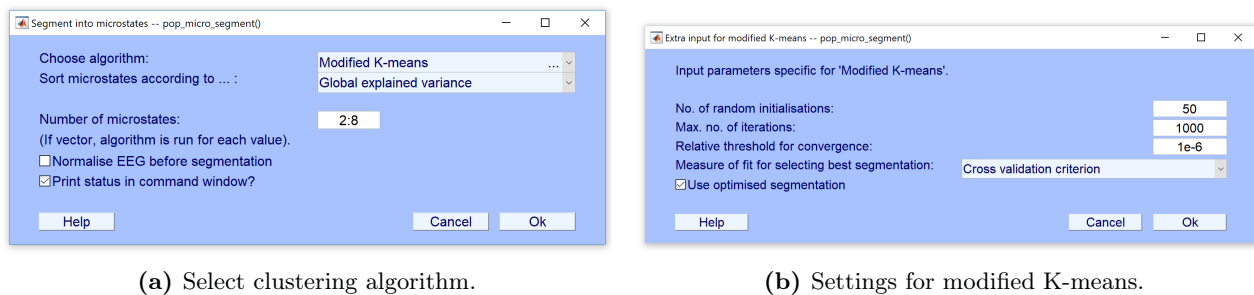 Segment into microstates -- pop_micro_segment()
Choose algorithm:
Modified K-means ...
Sort microstates according to ... :
Global explained variance
Number of microstates:
2:8
(If vector, algorithm is run for each value).
Normalise EEG before segmentation
Print status in command window?
Help
Cancel
Ok
(a) Select clustering algorithm.
Extra input for modified K-means -- pop_micro_segment()
Input parameters specific for 'Modified K-means'.
No. of random initialisations:
50
Max. no. of iterations:
1000
Relative threshold for convergence:
1e-6
Measure of fit for selecting best segmentation:
Cross validation criterion
Use optimised segmentation
Help
Cancel
Ok
(b) Settings for modified K-means.